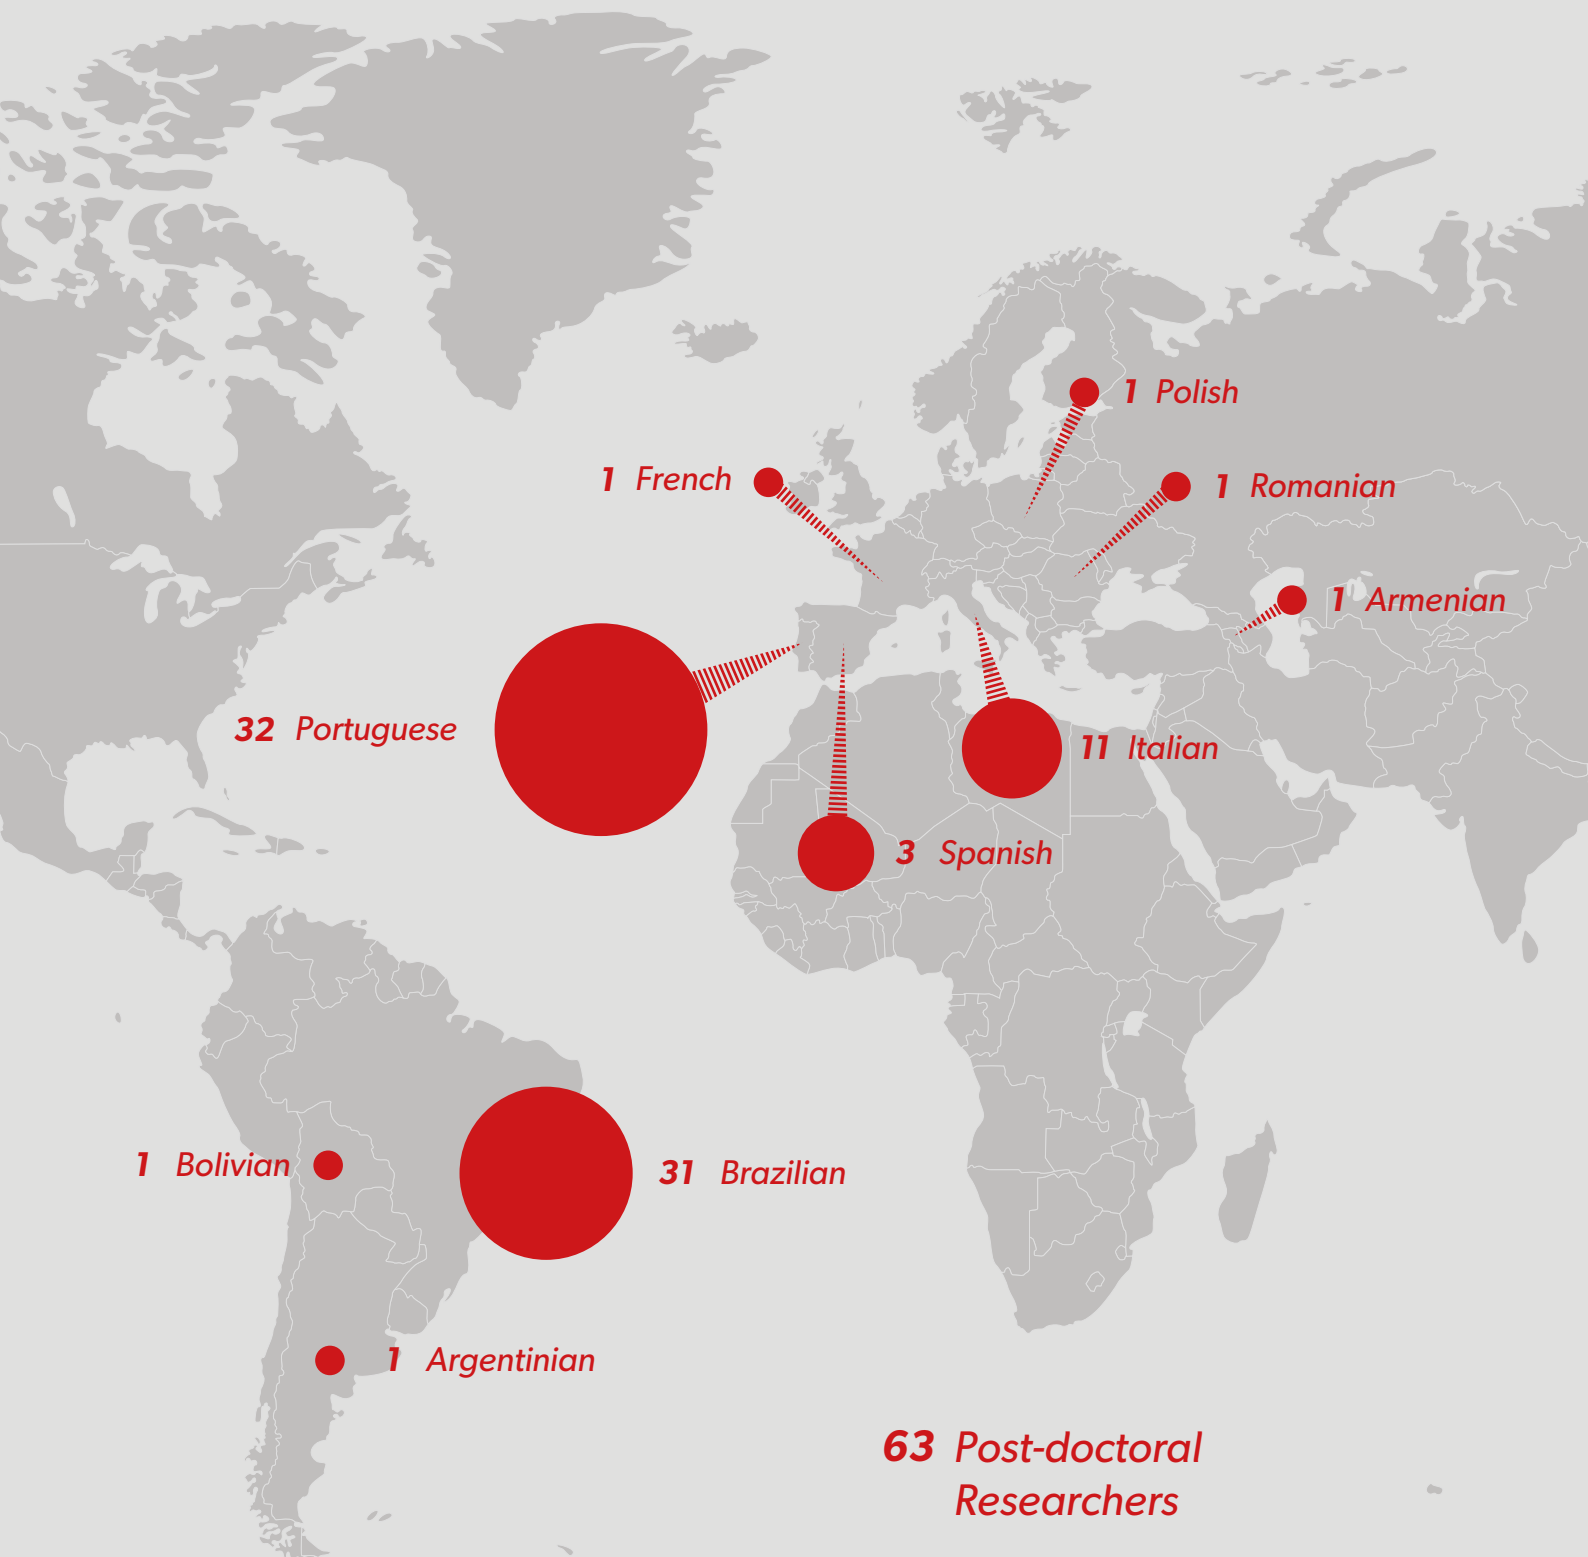 1 Polish
1 French
1 Romanian
1 Armenian
32 Portuguese
11 Italian
3 Spanish
1 Bolivian
31 Brazilian
1 Argentinian
63 Post-doctoral
Researchers